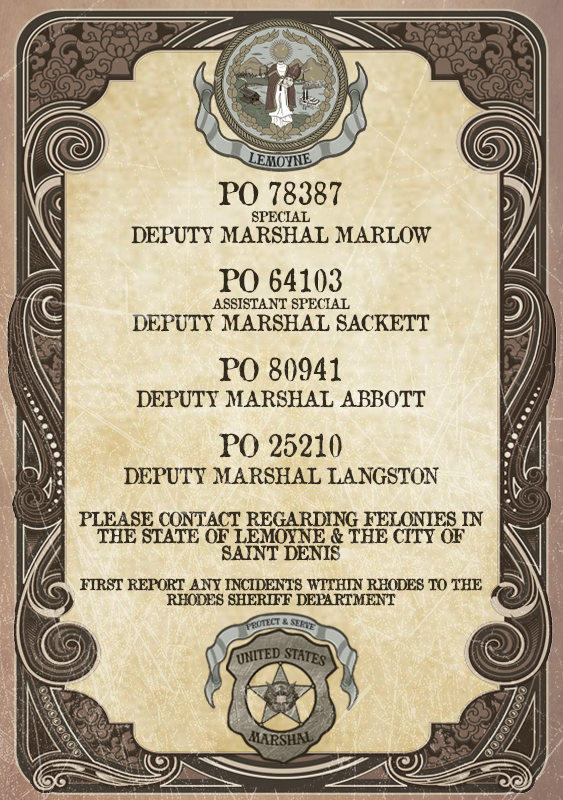 LEMOYNE
PO 78387
SPECIAL
DEPUTY MARSHAL MARLOW
PO 64103
ASSISTANT SPECIAL
DEPUTY MARSHAL SACKETT
PO 80941
DEPUTY MARSHAL ABBOTT
PO 25210
DEPUTY MARSHAL LANGSTON
PLEASE CONTACT REGARDING FELONIES IN
THE STATE OF LEMOYNE & THE CITY OF
SAINT DENIS
FIRST REPORT ANY INCIDENTS WITHIN RHODES TO THE
RHODES SHERIFF DEPARTMENT
PROTECT & SERVE
UNITED STATES
MARSHAL